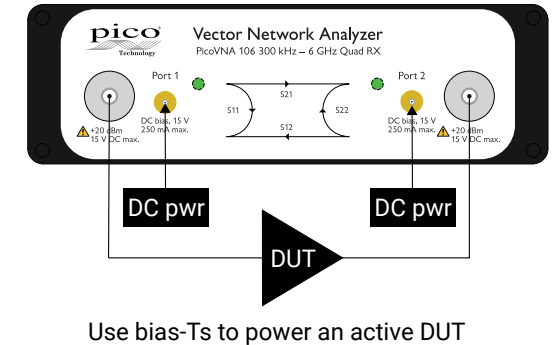 pico
Technology
Vector Network Analyzer
PicoVNA 106 300 kHz – 6 GHz Quad RX
Port 1
Port 2
S21
S11
S22
S12
DC bias, 15 V
250 mA max.
+20 dBm
15 V DC max.
DC bias, 15 V
250 mA max.
+20 dBm
15 V DC max.
DC pwr
DC pwr
DUT
Use bias-Ts to power an active DUT